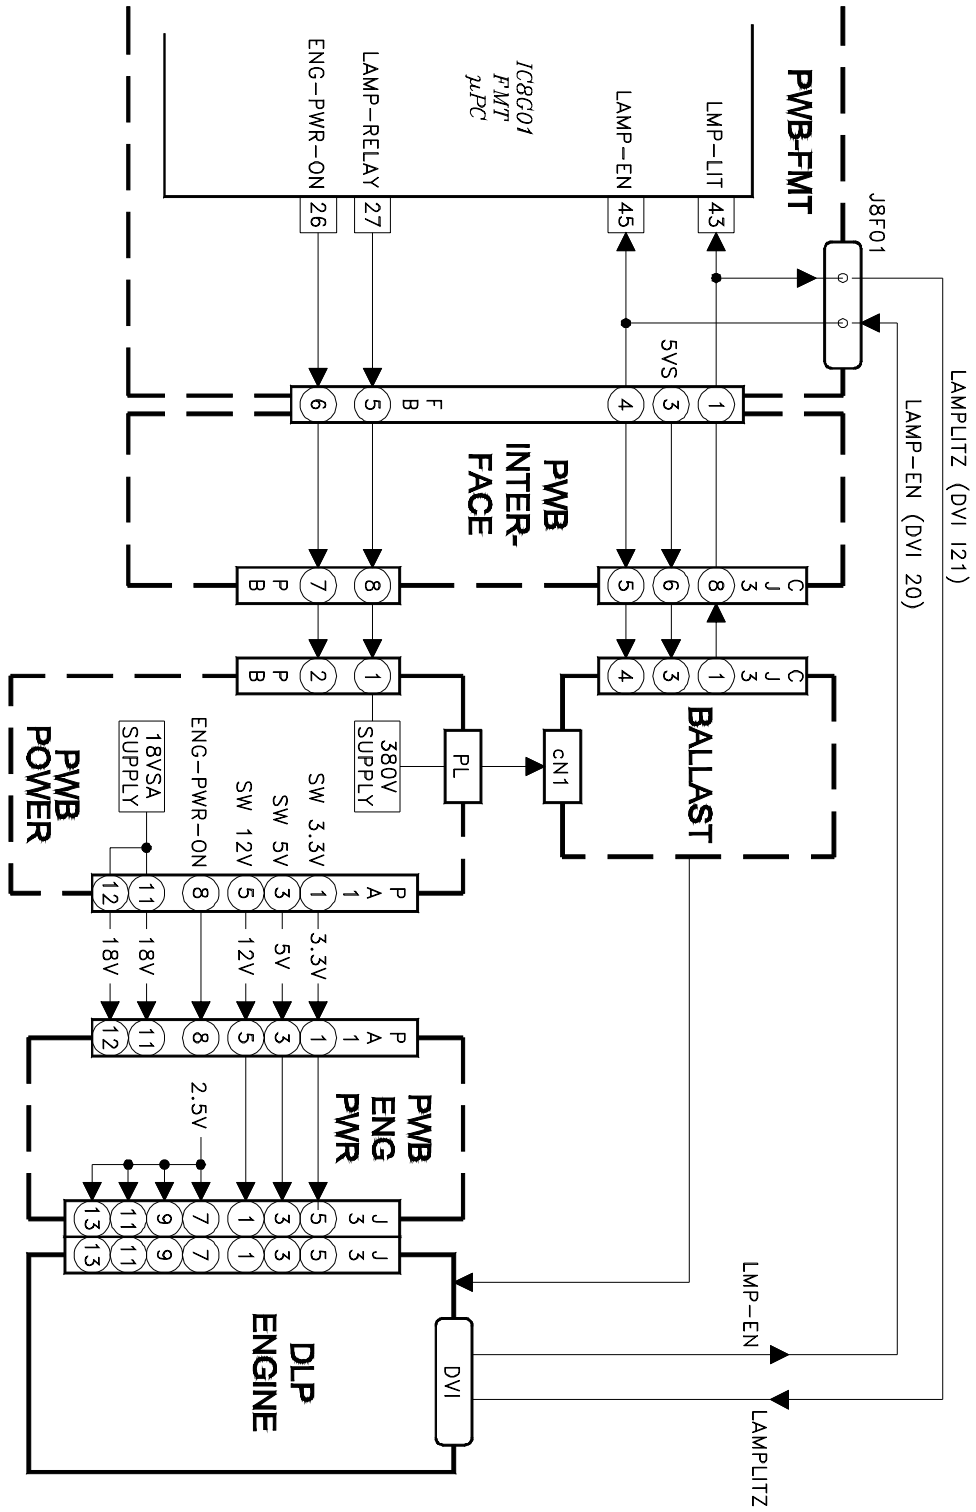 LAMPLITZ (DVI I21)
LAMP-EN (DVI 20)
J8F01
LMP-EN
LAMPLITZ
PWB-FMT
LMP-LIT
43
LAMP-EN
45
5VS
IC8G01
FMT
µPC
LAMP-RELAY
27
ENG-PWR-ON
26
1
3
4
F
B
5
6
PWB
INTER-
FACE
C
J
3
8
6
5
P
B
8
7
C
J
3
1
3
4
BALLAST
cN1
PL
P
B
1
2
380V
SUPPLY
SW 3.3V
SW 5V
SW 12V
ENG-PWR-ON
18VSA
SUPPLY
PWB
POWER
P
A
1
1
3
5
8
11
12
3.3V
5V
12V
18V
18V
P
A
1
1
3
5
8
11
12
PWB
ENG
PWR
2.5V
J
3
5
3
1
7
9
11
13
J
3
5
3
1
7
9
11
13
DVI
DLP
ENGINE